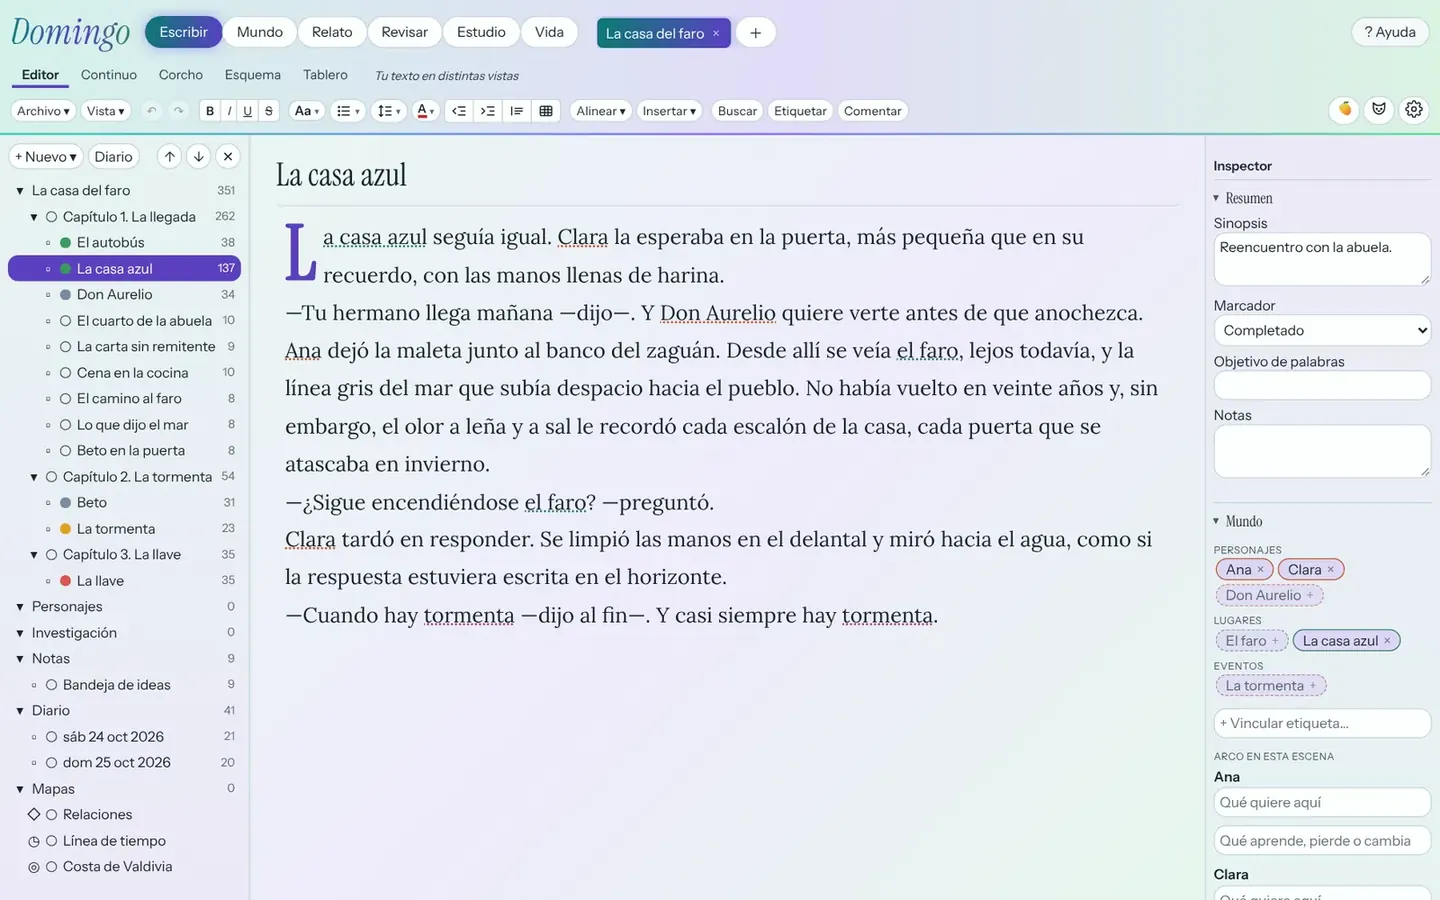 Domingo
Escribir Mundo Relato Revisar Estudio Vida La casa del faro × + ? Ayuda
Editor Continuo Corcho Esquema Tablero Tu texto en distintas vistas
Archivo ▾ Vista ▾ B I U S Aa ▾ A ▾ Alinear ▾ Insertar ▾ Buscar Etiquetar Comentar
+ Nuevo ▾ Diario ↑ ↓ ×
▼ La casa del faro 351
▼ Capítulo 1. La llegada 262
El autobús 38
La casa azul 137
Don Aurelio 34
El cuarto de la abuela 10
La carta sin remitente 9
Cena en la cocina 10
El camino al faro 8
Lo que dijo el mar 8
Beto en la puerta 8
▼ Capítulo 2. La tormenta 54
Beto 31
La tormenta 23
▼ Capítulo 3. La llave 35
La llave 35
▼ Personajes 0
▼ Investigación 0
▼ Notas 9
Bandeja de ideas 9
▼ Diario 41
sáb 24 oct 2026 21
dom 25 oct 2026 20
▼ Mapas 0
Relaciones
Línea de tiempo
Costa de Valdivia
La casa azul
La casa azul seguía igual. Clara la esperaba en la puerta, más pequeña que en su
recuerdo, con las manos llenas de harina.
—Tu hermano llega mañana —dijo—. Y Don Aurelio quiere verte antes de que anochezca.
Ana dejó la maleta junto al banco del zaguán. Desde allí se veía el faro, lejos todavía, y la
línea gris del mar que subía despacio hacia el pueblo. No había vuelto en veinte años y, sin
embargo, el olor a leña y a sal le recordó cada escalón de la casa, cada puerta que se
atascaba en invierno.
—¿Sigue encendiéndose el faro? —preguntó.
Clara tardó en responder. Se limpió las manos en el delantal y miró hacia el agua, como si
la respuesta estuviera escrita en el horizonte.
—Cuando hay tormenta —dijo al fin—. Y casi siempre hay tormenta.
Inspector
▼ Resumen
Sinopsis
Reencuentro con la abuela.
Marcador
Completado
Objetivo de palabras
Notas
▼ Mundo
PERSONAJES
Ana × Clara ×
Don Aurelio +
LUGARES
El faro + La casa azul ×
EVENTOS
La tormenta +
+ Vincular etiqueta...
ARCO EN ESTA ESCENA
Ana
Qué quiere aquí
Qué aprende, pierde o cambia
Clara
Qué quiere aquí